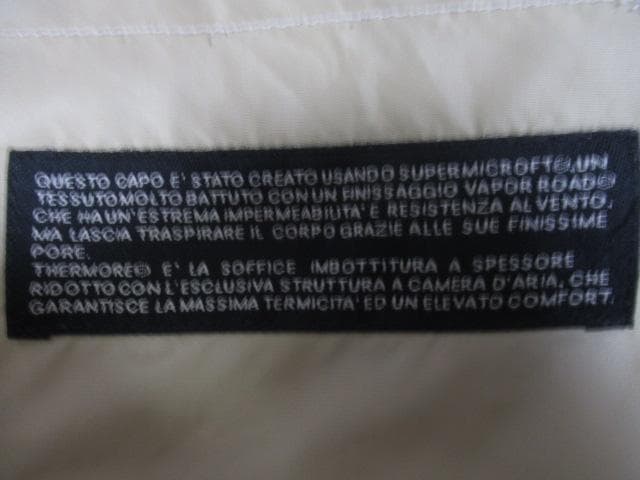 QUESTO CAPO E' STATO CREATO USANDO SUPERMICROFT©.UN
TESSUTO MOLTO BATTUTO CON UN FINISSAGGIO VAPOR ROAD©
CHE HA UN'ESTREMA IMPERMEABILITA' E RESISTENZA AL VENTO,
MA LASCIA TRASPIRARE IL CORPO GRAZIE ALLE SUE FINISSIME
PORE.
THERMORE© E' LA SOFFICE IMBOTTITURA A SPESSORE
RIDOTTO CON L'ESCLUSIVA STRUTTURA A CAMERA D'ARIA, CHE
GARANTISCE LA MASSIMA TERMICITA' ED UN ELEVATO COMFORT.